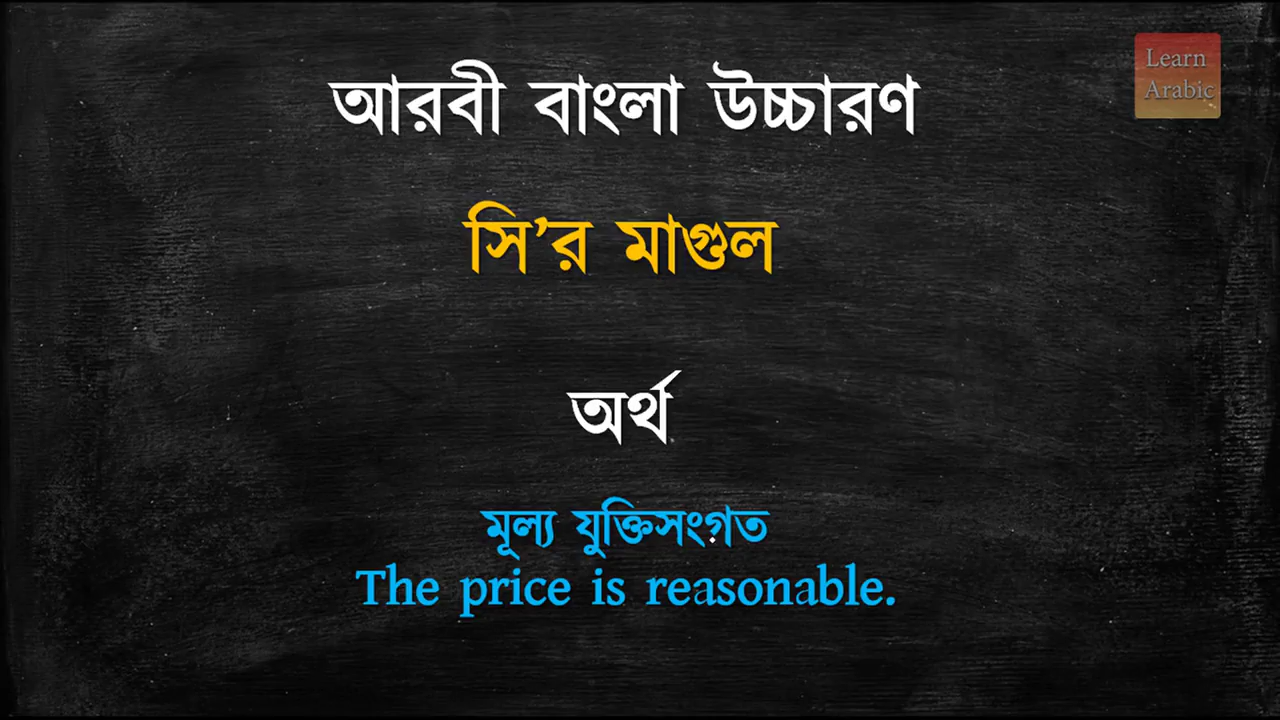 Learn
Arabic
আরবী বাংলা উচ্চারণ
সি’র মাগুল
অর্থ
মূল্য যুক্তিসংগত
The price is reasonable.